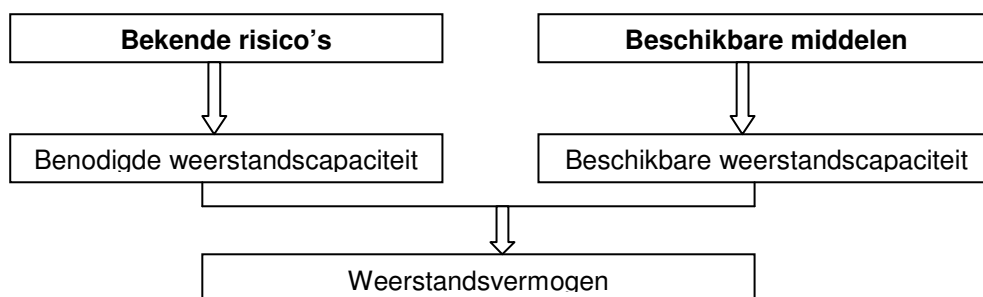 Bekende risico’s
Beschikbare middelen
Benodigde weerstandscapaciteit
Beschikbare weerstandscapaciteit
Weerstandsvermogen